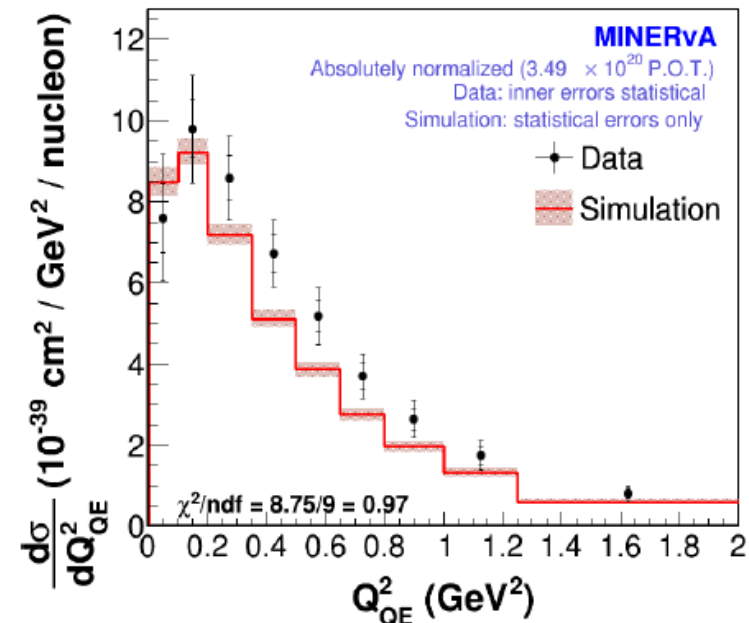 MINERvA
Absolutely normalized (3.49 × 10²⁰ P.O.T.)
Data: inner errors statistical
Simulation: statistical errors only
Data
Simulation
dσ/dQ²_QE (10⁻³⁹ cm² / GeV² / nucleon)
12
10
8
6
4
2
0
χ²/ndf = 8.75/9 = 0.97
0 0.2 0.4 0.6 0.8 1 1.2 1.4 1.6 1.8 2
Q²_QE (GeV²)